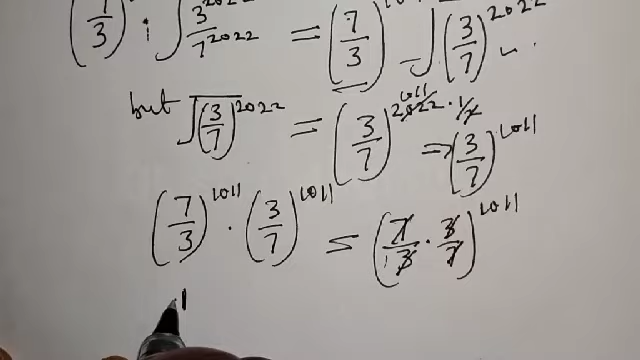 (7/3) · √3^2022/7^2022 = (7/3)^1011 √(3/7)^2022
but √(3/7)^2022 = (3/7)^2022 · 1/2 ⇒ (3/7)^1011
1011
(7/3)^1011 · (3/7)^1011 = (7/3 · 3/7)^1011
1